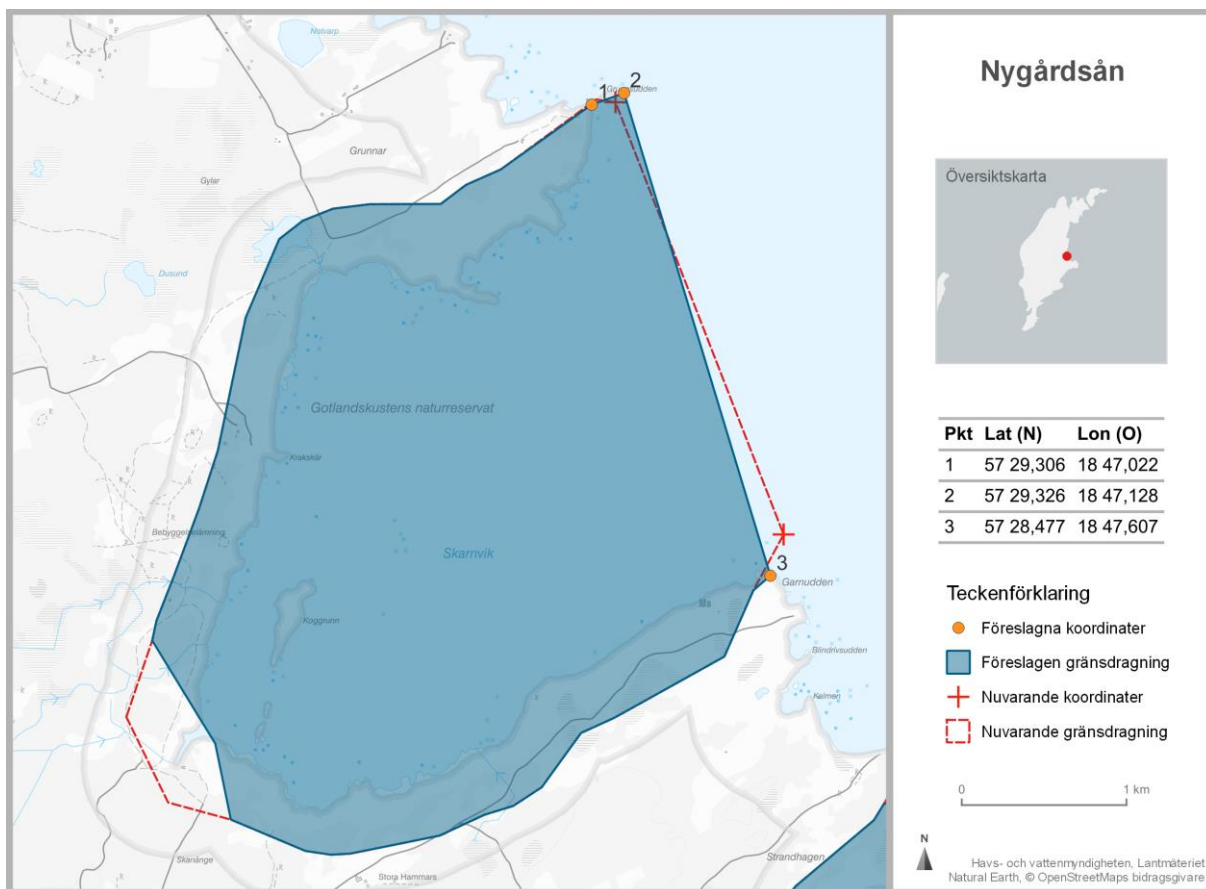 Nygårdsån
Översiktskarta
Pkt Lat (N) Lon (O)
1 57 29,306 18 47,022
2 57 29,326 18 47,128
3 57 28,477 18 47,607
Teckenförklaring
Föreslagna koordinater
Föreslagen gränsdragning
Nuvarande koordinater
Nuvarande gränsdragning
0 1 km
N
Havs- och vattenmyndigheten, Lantmäteriet
Natural Earth, © OpenStreetMaps bidragsgivare
1
2
3
Grunnar
Gylar
Dusund
Gotlandskustens naturreservat
Krakskär
Skarnvik
Koggrunn
Garnudden
Blindrivsudden
Kelmen
Skanänge
Stora Hammars
Strandhagen